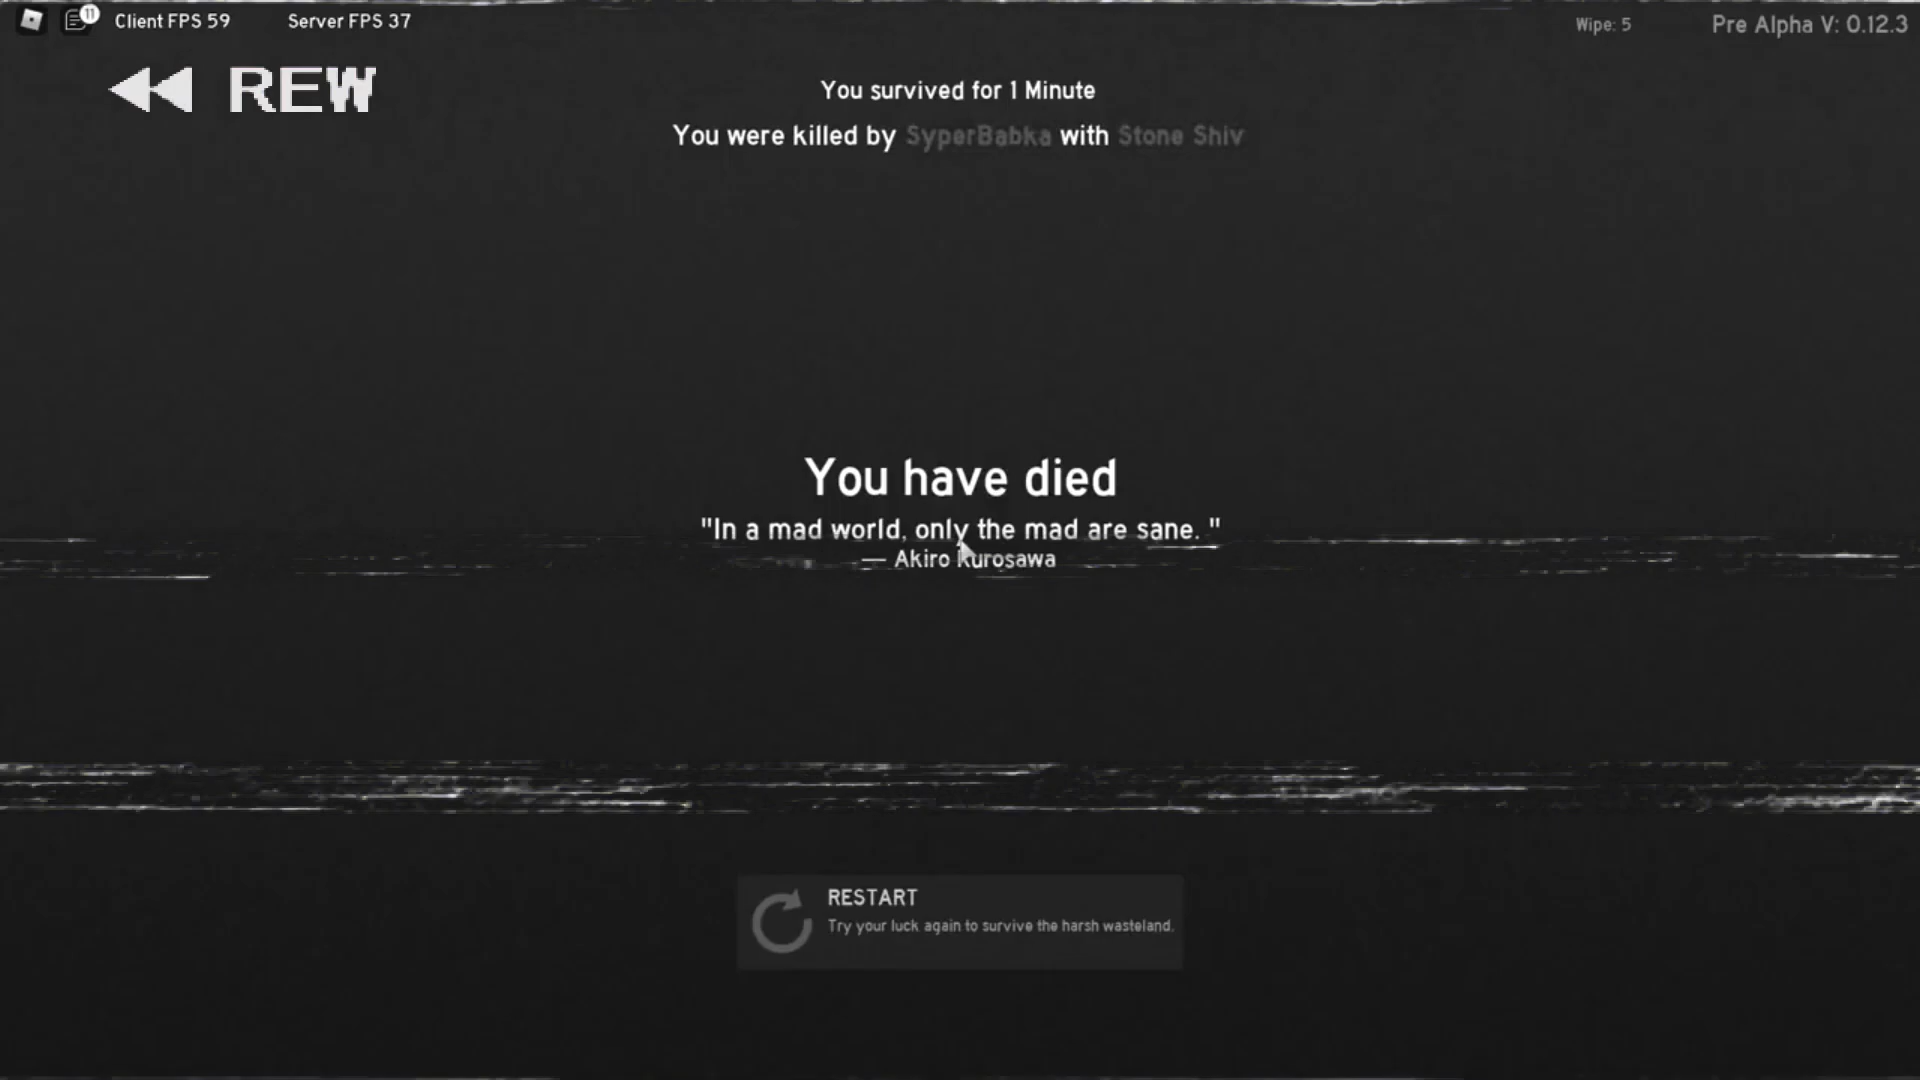 11 Client FPS 59 Server FPS 37 Wipe: 5 Pre Alpha V: 0.12.3
REW
You survived for 1 Minute
You were killed by SyperBabka with Stone Shiv
You have died
"In a mad world, only the mad are sane. "
— Akiro Kurosawa
RESTART
Try your luck again to survive the harsh wasteland.